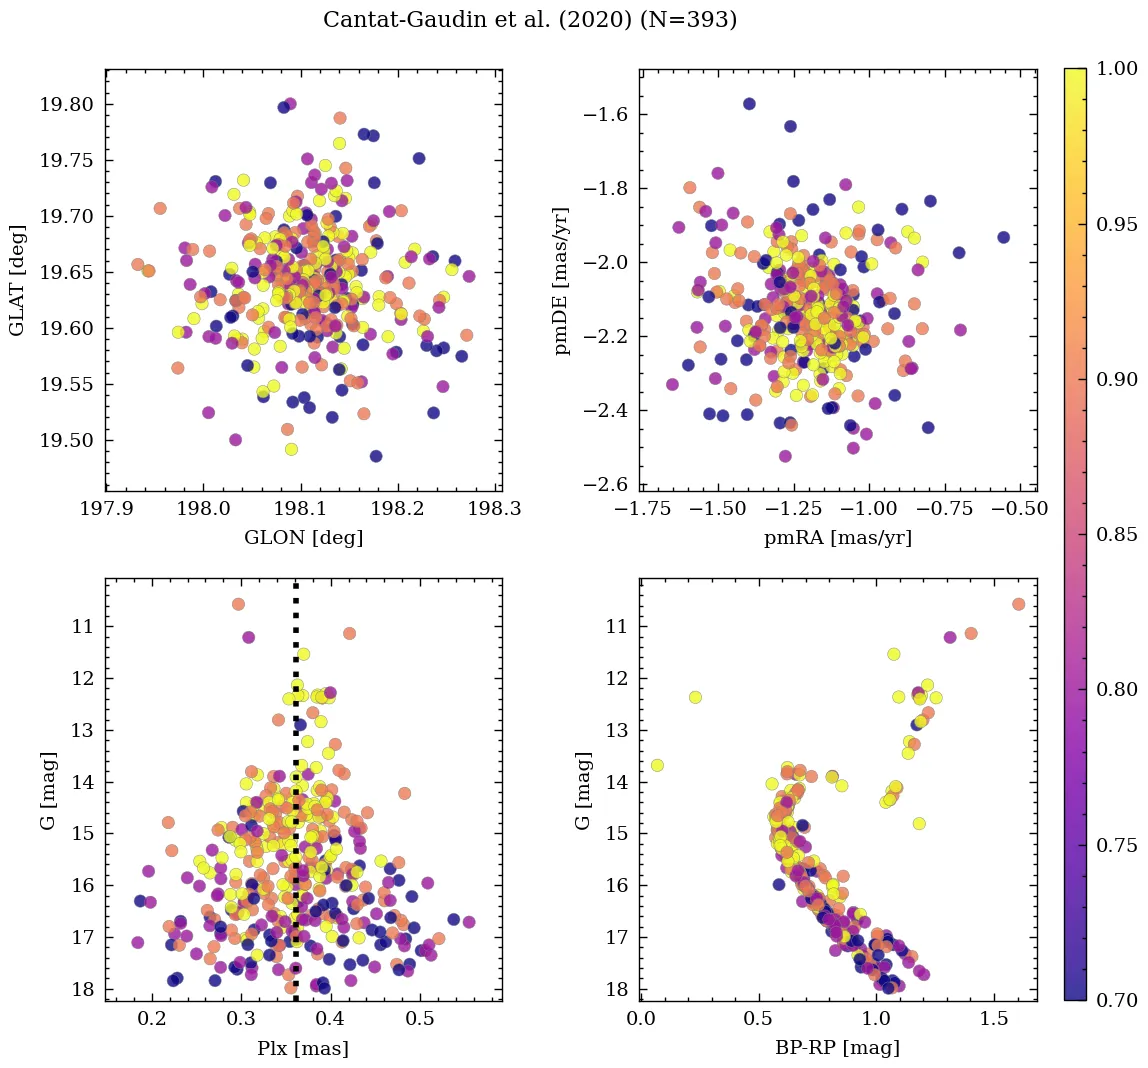 Cantat-Gaudin et al. (2020) (N=393)
19.80
19.75
19.70
19.65
19.60
19.55
19.50
GLAT [deg]
197.9 198.0 198.1 198.2 198.3
GLON [deg]
−1.6
−1.8
−2.0
−2.2
−2.4
−2.6
pmDE [mas/yr]
−1.75 −1.50 −1.25 −1.00 −0.75 −0.50
pmRA [mas/yr]
11
12
13
14
15
16
17
18
G [mag]
0.2 0.3 0.4 0.5
Plx [mas]
11
12
13
14
15
16
17
18
G [mag]
0.0 0.5 1.0 1.5
BP-RP [mag]
1.00
0.95
0.90
0.85
0.80
0.75
0.70